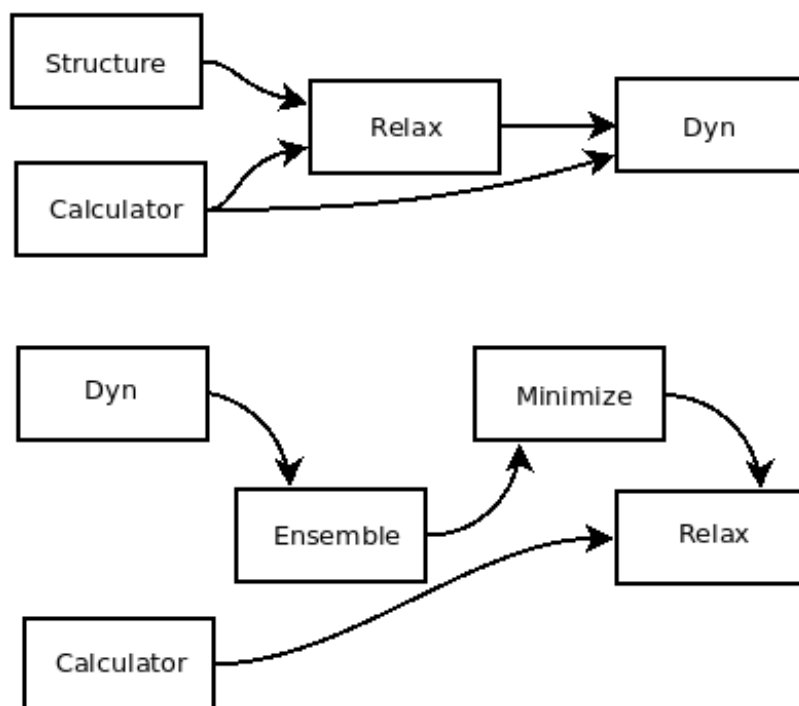 Structure
Relax
Dyn
Calculator
Dyn
Minimize
Ensemble
Relax
Calculator